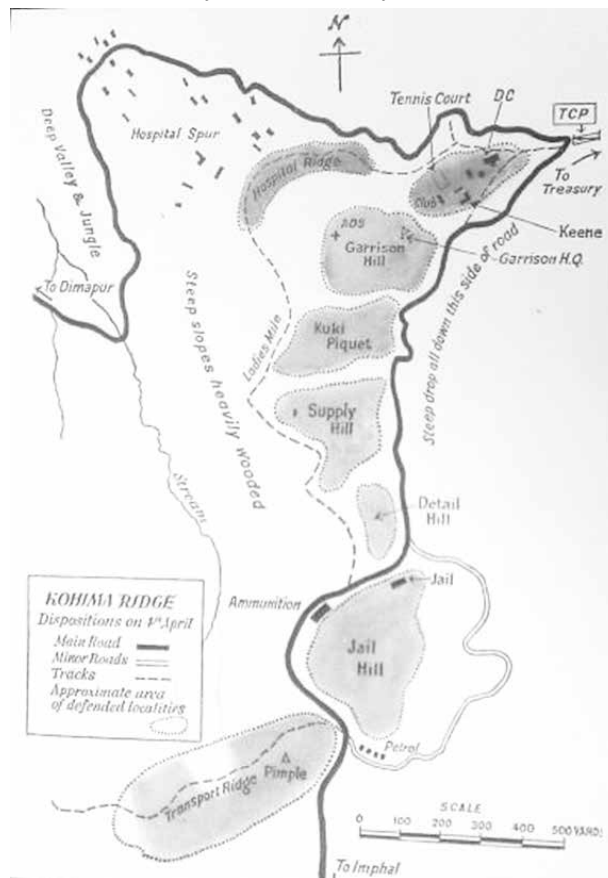 N
Tennis Court
DC
TCP
To
Treasury
Hospital Spur
Hospital Ridge
Club
Keene
Deep Valley & Jungle
ADS
Garrison
Hill
Garrison H.Q.
To Dimapur
Steep slopes heavily wooded
Ladies Mile
Kuki
Piquet
Steep drop all down this side of road
Supply
Hill
Stream
Detail
Hill
KOHIMA RIDGE
Dispositions on 4th April
Main Road
Minor Roads
Tracks
Approximate area
of defended localities
Ammunition
Jail
Jail
Hill
Petrol
Pimple
Transport Ridge
SCALE
0 100 200 300 400 500 YARDS
To Imphal